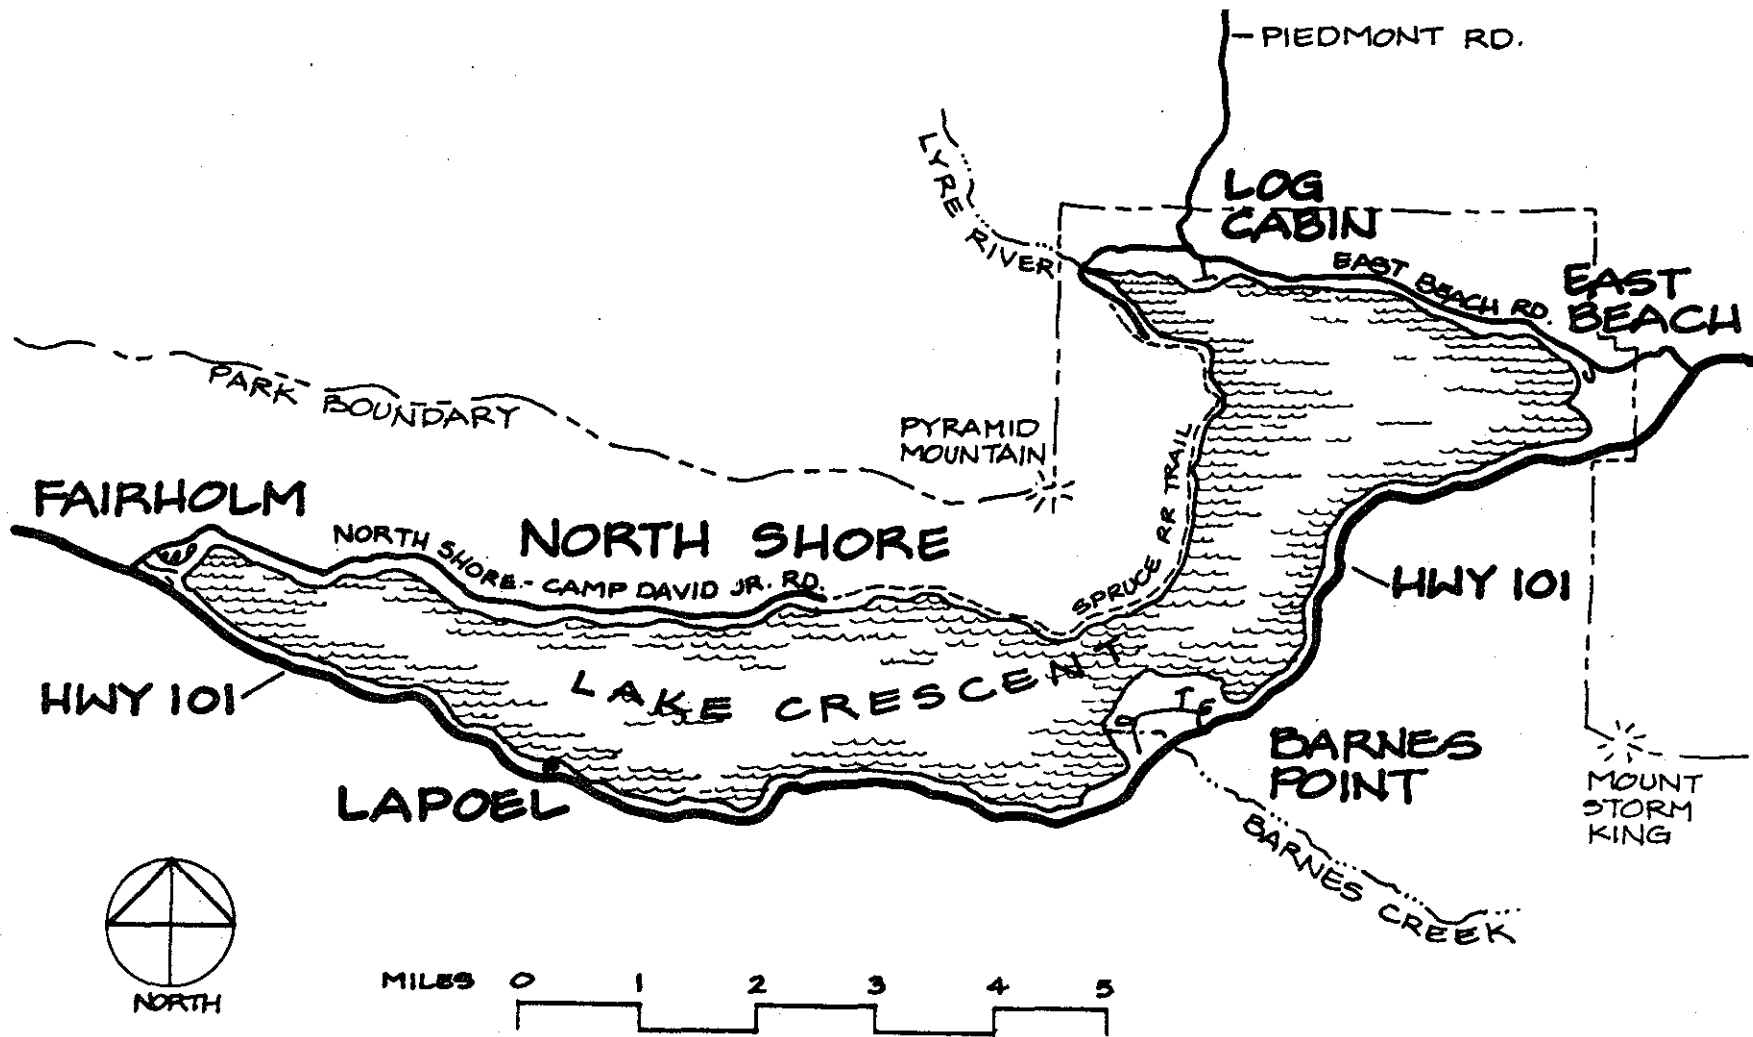 PIEDMONT RD.
LYRE RIVER
LOG
CABIN
EAST BEACH RD.
EAST
BEACH
PARK BOUNDARY
PYRAMID
MOUNTAIN
FAIRHOLM
NORTH SHORE
NORTH SHORE - CAMP DAVID JR. RD.
SPRUCE RR TRAIL
HWY 101
HWY 101
LAKE CRESCENT
LAPOEL
BARNES
POINT
MOUNT
STORM
KING
BARNES CREEK
NORTH
MILES 0 1 2 3 4 5